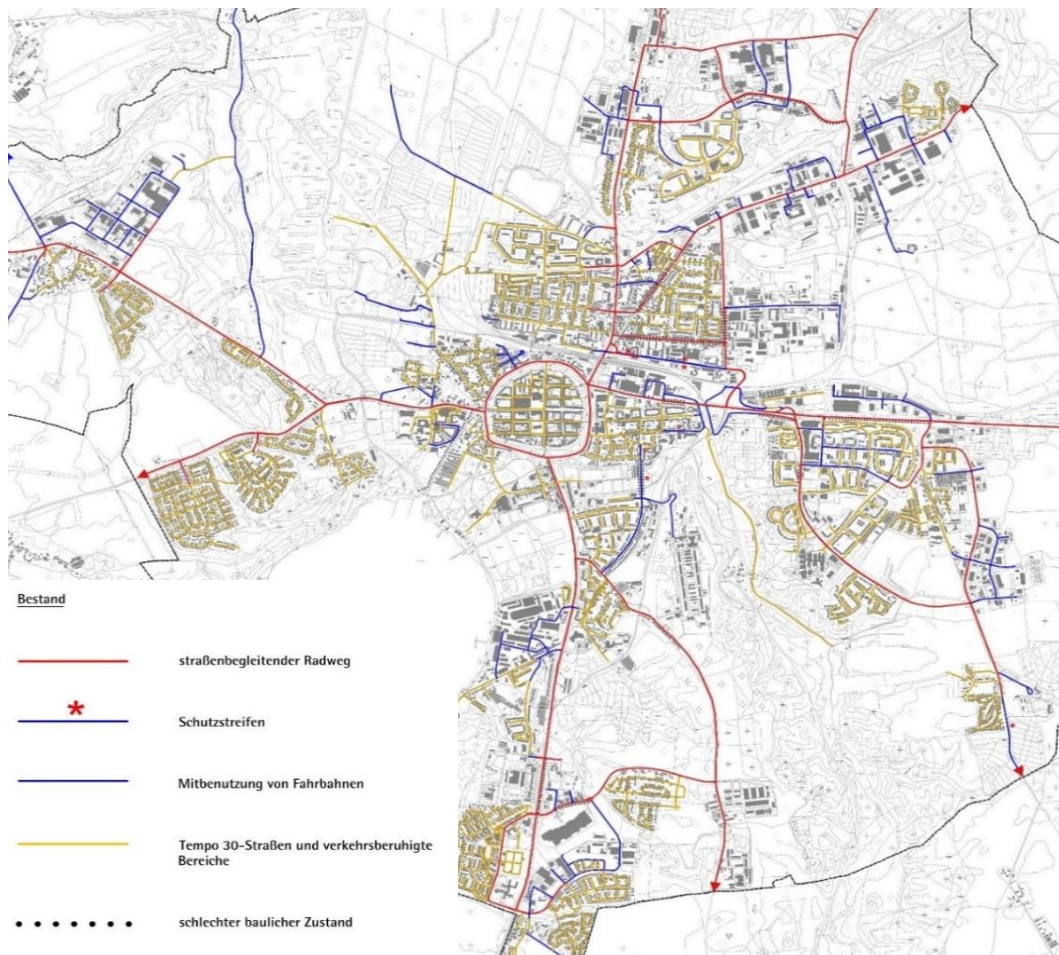 Bestand
straßenbegleitender Radweg
*
Schutzstreifen
Mitbenutzung von Fahrbahnen
Tempo 30-Straßen und verkehrsberuhigte
Bereiche
schlechter baulicher Zustand